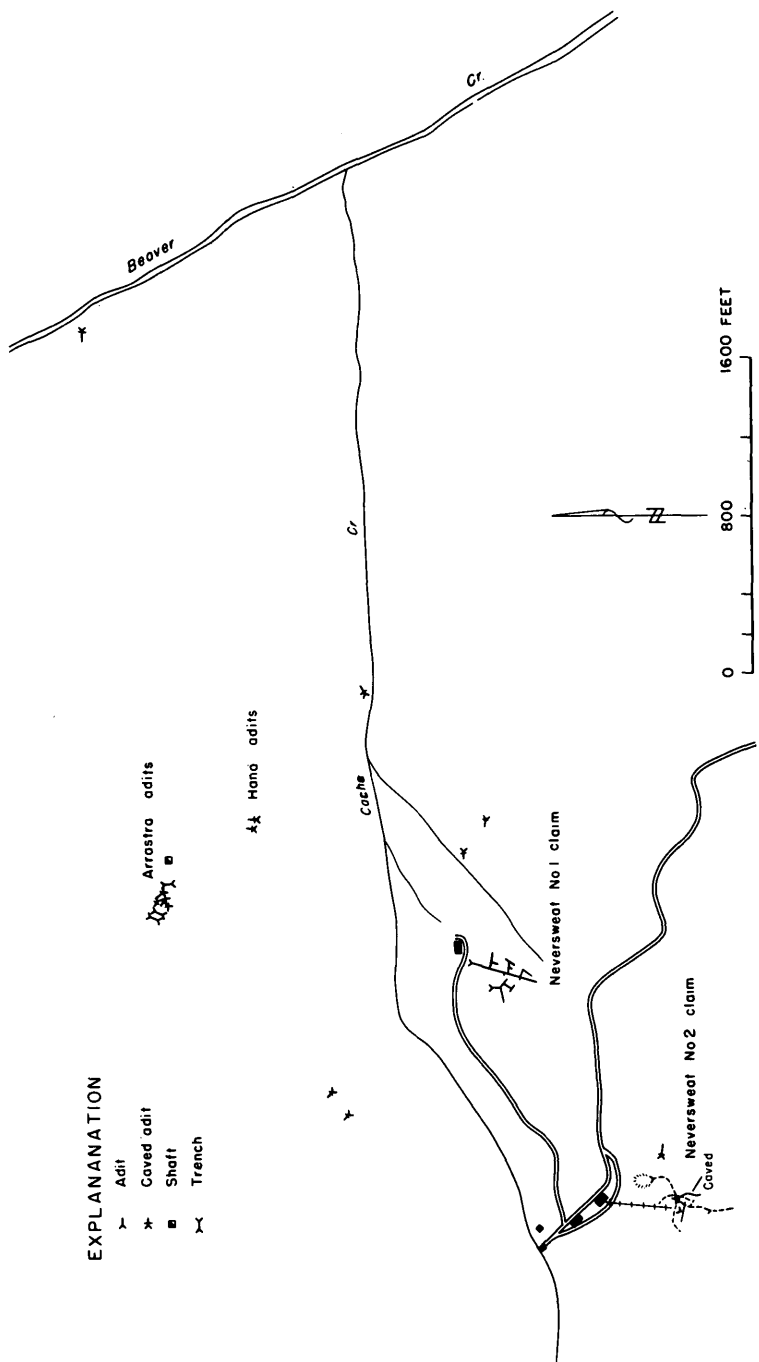 EXPLANANATION
Adit
Caved adit
Shaft
Trench
Arrastra adits
Hand adits
Beaver
Cr.
Cache
Cr
Neversweat No 1 claim
Neversweat No 2 claim
Caved
N
0
800
1600 FEET